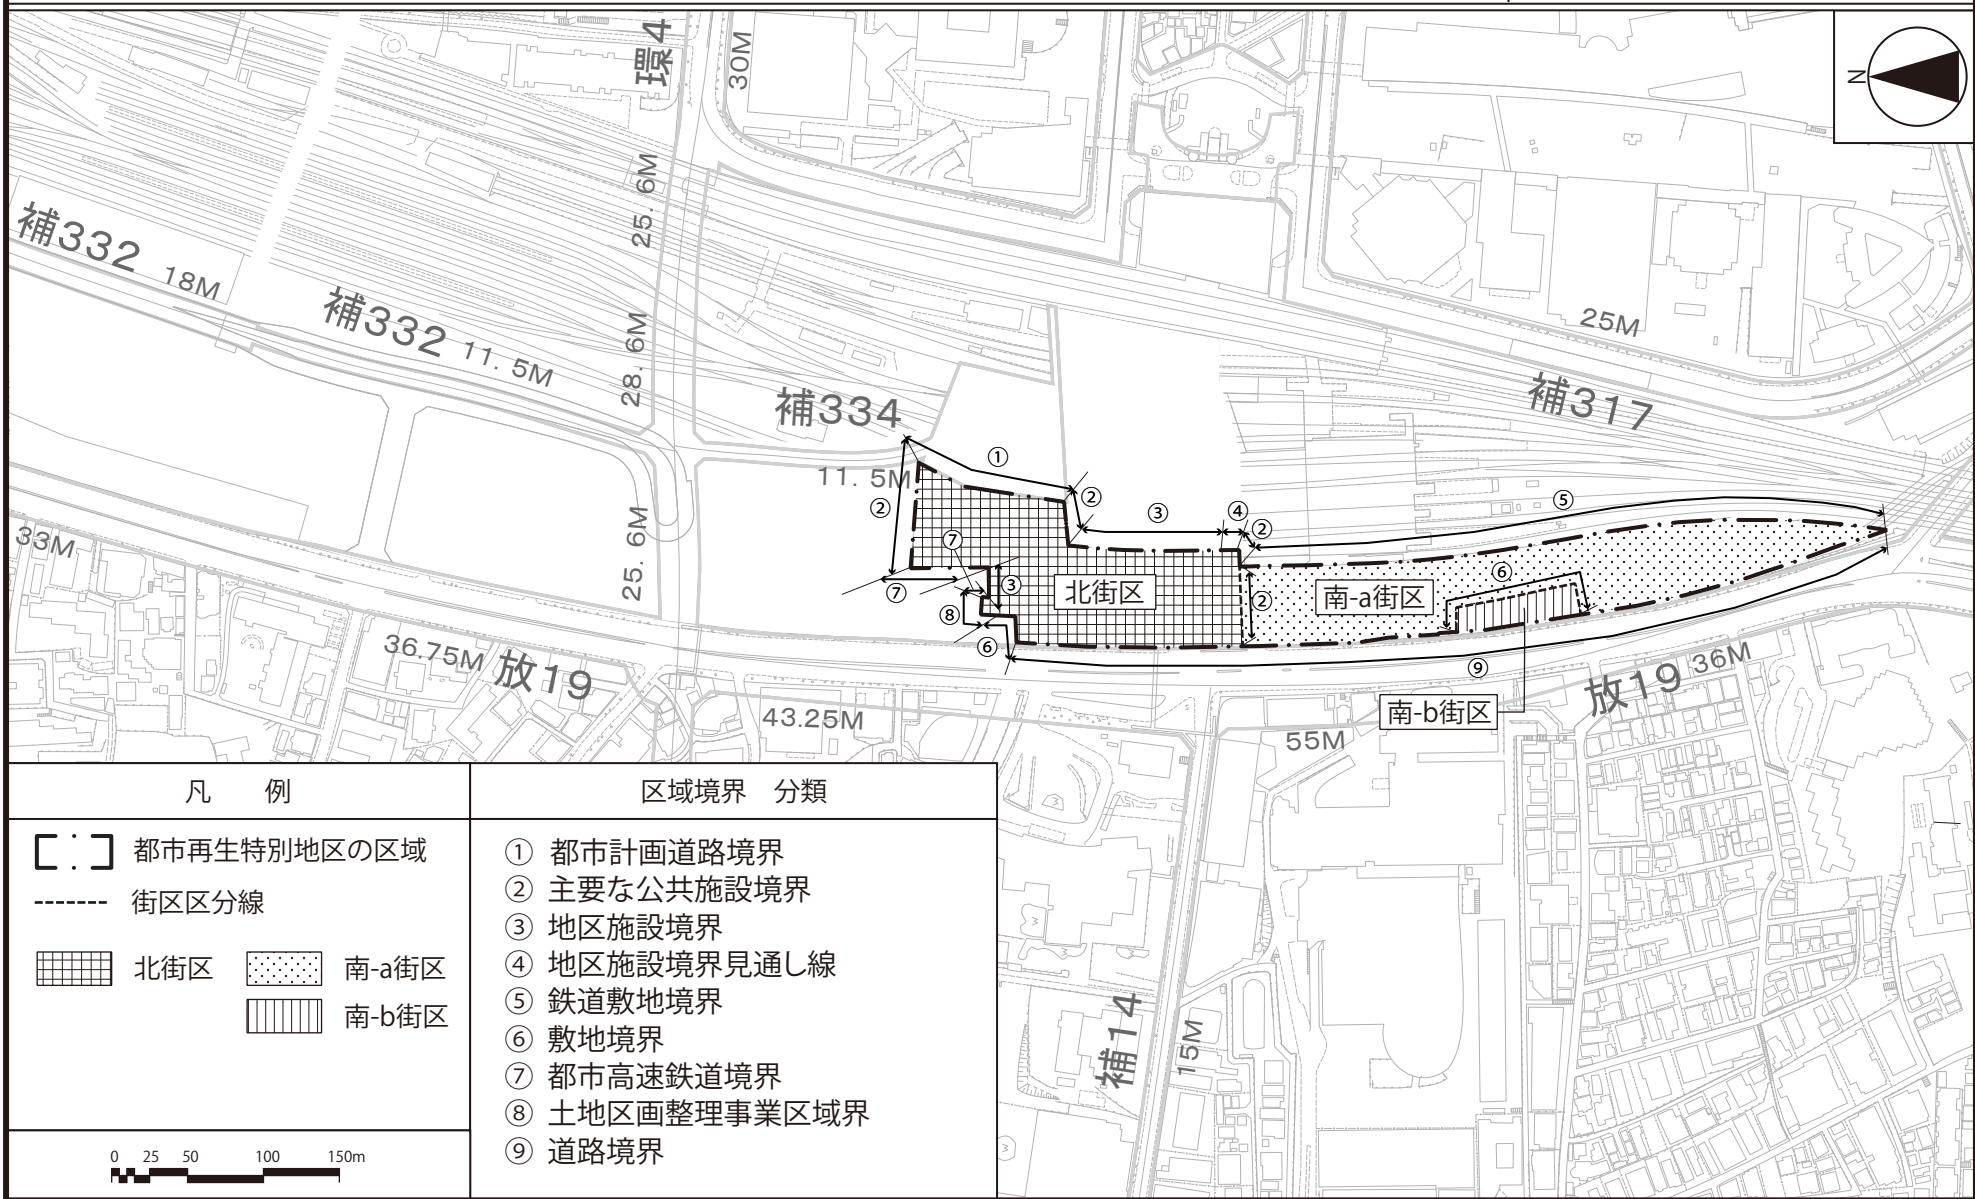 環4
30M
N
25.6M
補332
18M
補332
11.5M
28.6M
25M
補334
補317
11.5M
①
②
②
③
④
②
⑤
33M
25.6M
⑦
⑦
③
⑧
⑥
北街区
②
南-a街区
⑥
⑨
36.75M
放19
43.25M
南-b街区
放19
36M
55M
補14
15M
凡 例
都市再生特別地区の区域
街区区分線
北街区
南-a街区
南-b街区
0 25 50 100 150m
区域境界 分類
① 都市計画道路境界
② 主要な公共施設境界
③ 地区施設境界
④ 地区施設境界見通し線
⑤ 鉄道敷地境界
⑥ 敷地境界
⑦ 都市高速鉄道境界
⑧ 土地区画整理事業区域界
⑨ 道路境界